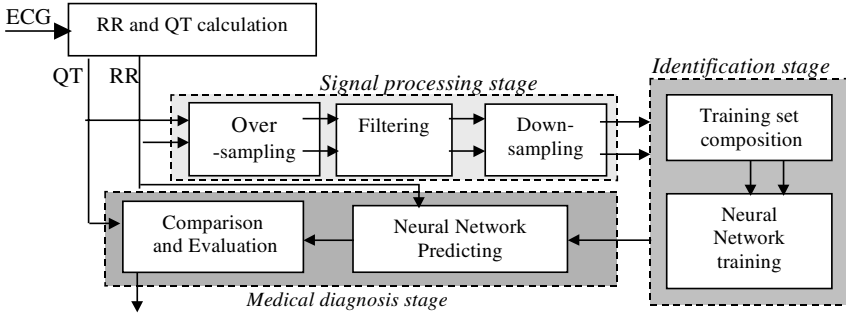 ECG
RR and QT calculation
QT
RR
Signal processing stage
Identification stage
Over
-sampling
Filtering
Down-
sampling
Training set
composition
Comparison
and Evaluation
Neural Network
Predicting
Neural
Network
training
Medical diagnosis stage